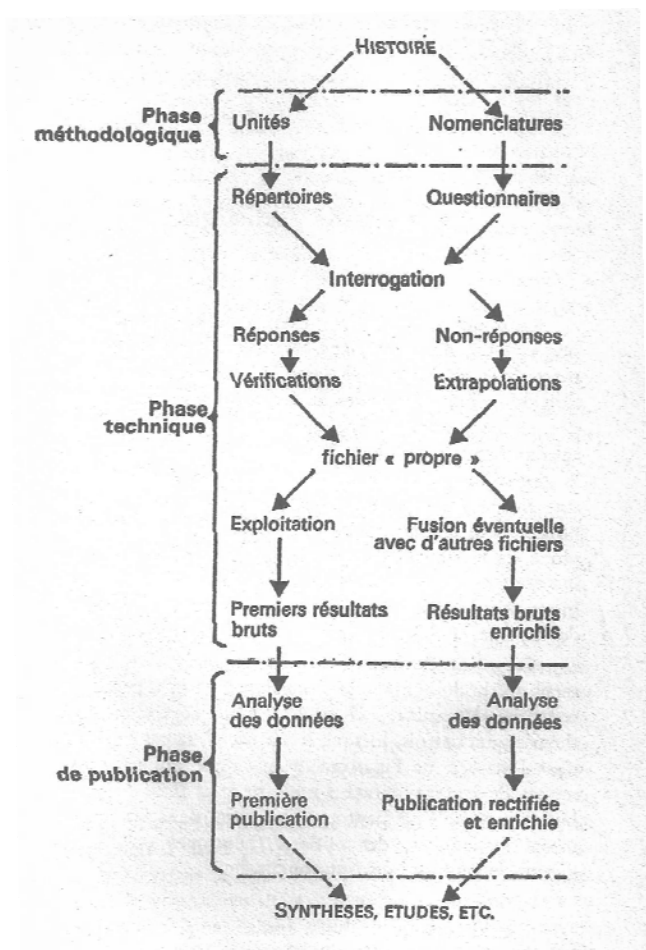 HISTOIRE
Phase
méthodologique
Unités
Nomenclatures
Répertoires
Questionnaires
Interrogation
Réponses
Non-réponses
Vérifications
Extrapolations
Phase
technique
fichier « propre »
Exploitation
Fusion éventuelle
avec d'autres fichiers
Premiers résultats
bruts
Résultats bruts
enrichis
Analyse
des données
Analyse
des données
Phase
de publication
Première
publication
Publication rectifiée
et enrichie
SYNTHESES, ETUDES, ETC.